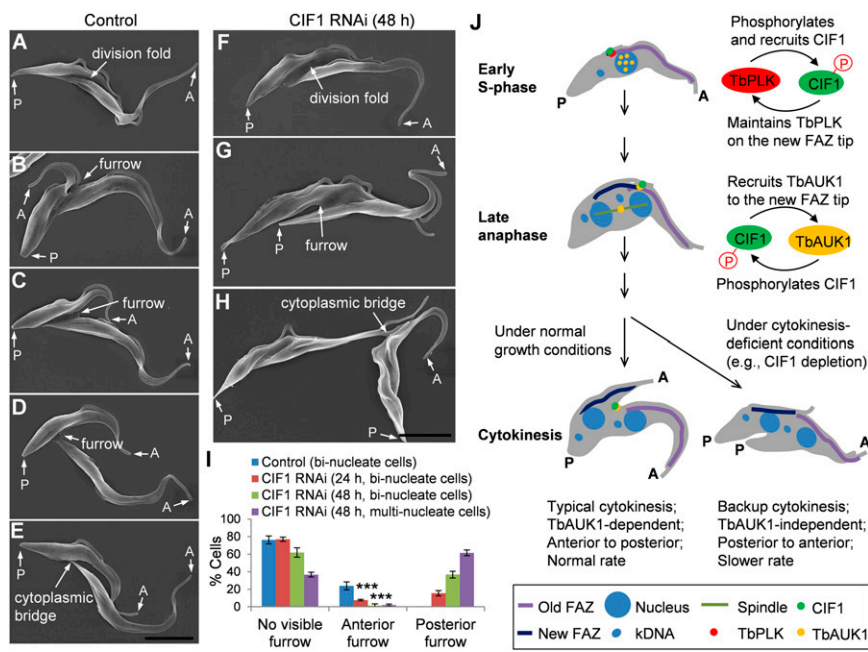 Control
CIF1 RNAi (48 h)
A
division fold
P
A
B
furrow
A
A
P
C
furrow
A
P
A
D
furrow
P
A
A
E
P
A
cytoplasmic
bridge
A
F
division fold
P
A
G
A
P
P
furrow
H
cytoplasmic bridge
A
P
P
I
Control (bi-nucleate cells)
CIF1 RNAi (24 h, bi-nucleate cells)
CIF1 RNAi (48 h, bi-nucleate cells)
CIF1 RNAi (48 h, multi-nucleate cells)
% Cells
100
80
60
40
20
0
***
***
No visible
furrow
Anterior
furrow
Posterior
furrow
J
Early
S-phase
P
A
Phosphorylates
and recruits CIF1
P
TbPLK
CIF1
Maintains TbPLK
on the new FAZ tip
Late
anaphase
Recruits TbAUK1
to the new FAZ tip
CIF1
TbAUK1
P
Phosphorylates CIF1
Under normal
growth conditions
Under cytokinesis-
deficient conditions
(e.g., CIF1 depletion)
Cytokinesis
A
P
A
P
P
A
Typical cytokinesis;
TbAUK1-dependent;
Anterior to posterior;
Normal rate
Backup cytokinesis;
TbAUK1-independent;
Posterior to anterior;
Slower rate
Old FAZ
Nucleus
Spindle
CIF1
New FAZ
kDNA
TbPLK
TbAUK1